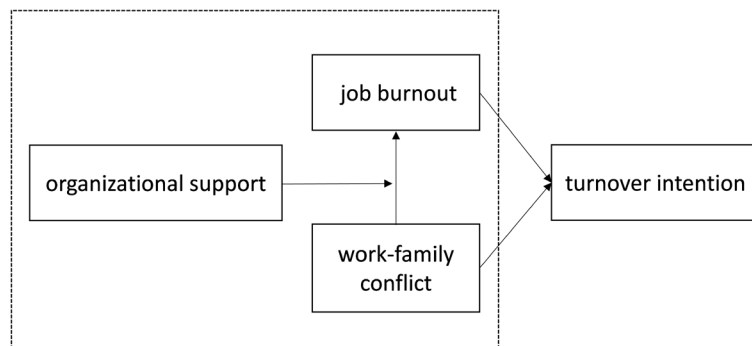 job burnout
organizational support
turnover intention
work-family
conflict